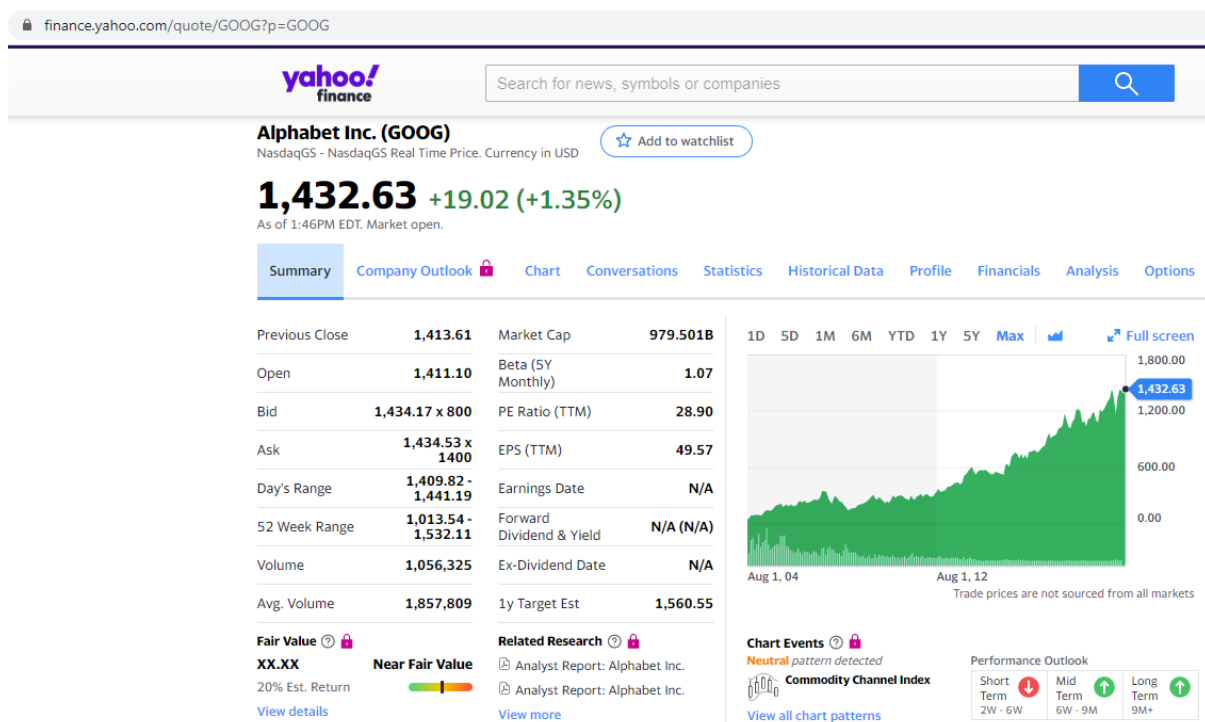 finance.yahoo.com/quote/GOOG?p=GOOG
yahoo!
finance
Search for news, symbols or companies
Alphabet Inc. (GOOG)
Add to watchlist
NasdaqGS - NasdaqGS Real Time Price. Currency in USD
1,432.63 +19.02 (+1.35%)
As of 1:46PM EDT. Market open.
Summary Company Outlook Chart Conversations Statistics Historical Data Profile Financials Analysis Options
Previous Close 1,413.61
Open 1,411.10
Bid 1,434.17 x 800
Ask 1,434.53 x
1400
Day's Range 1,409.82 -
1,441.19
52 Week Range 1,013.54 -
1,532.11
Volume 1,056,325
Avg. Volume 1,857,809
Market Cap 979.501B
Beta (5Y
Monthly) 1.07
PE Ratio (TTM) 28.90
EPS (TTM) 49.57
Earnings Date N/A
Forward
Dividend & Yield N/A (N/A)
Ex-Dividend Date N/A
1y Target Est 1,560.55
1D 5D 1M 6M YTD 1Y 5Y Max Full screen
1,800.00
1,432.63
1,200.00
600.00
0.00
Aug 1, 04 Aug 1, 12
Trade prices are not sourced from all markets
Fair Value
XX.XX Near Fair Value
20% Est. Return
View details
Related Research
Analyst Report: Alphabet Inc.
Analyst Report: Alphabet Inc.
View more
Chart Events
Neutral pattern detected
Commodity Channel Index
View all chart patterns
Performance Outlook
Short
Term
2W - 6W
Mid
Term
6W - 9M
Long
Term
9M+